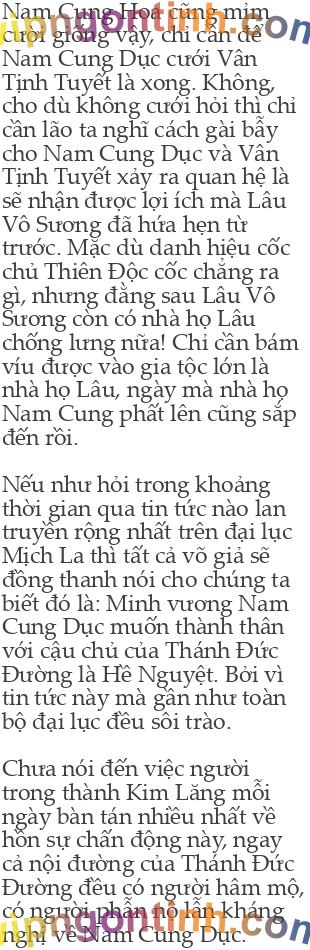 Nam Cung Hoa cũng mỉm
cười giống vậy, chỉ cần để
Nam Cung Dục cưới Vân
Tịnh Tuyết là xong. Không,
cho dù không cưới hỏi thì chỉ
cần lão ta nghĩ cách gài bẫy
cho Nam Cung Dục và Vân
Tịnh Tuyết xảy ra quan hệ là
sẽ nhận được lợi ích mà Lâu
Vô Sương đã hứa hẹn từ
trước. Mặc dù danh hiệu cốc
chủ Thiên Độc cốc chẳng ra
gì, nhưng đằng sau Lâu Vô
Sương còn có nhà họ Lâu
chống lưng nữa! Chỉ cần bám
víu được vào gia tộc lớn là
nhà họ Lâu, ngày mà nhà họ
Nam Cung phất lên cũng sắp
đến rồi.
Nếu như hỏi trong khoảng
thời gian qua tin tức nào lan
truyền rộng nhất trên đại lục
Mịch La thì tất cả võ giả sẽ
đồng thanh nói cho chúng ta
biết đó là: Minh vương Nam
Cung Dục muốn thành thân
với cậu chủ của Thánh Đức
Đường là Hề Nguyệt. Bởi vì
tin tức này mà gần như toàn
bộ đại lục đều sôi trào.
Chưa nói đến việc người
trong thành Kim Lăng mỗi
ngày bàn tán nhiều nhất về
hôn sự chấn động này, ngay
cả nội đường của Thánh Đức
Đường đều có người hâm mộ,
có người phẫn nộ lẫn kháng
nghị về Nam Cung Dục.
vipngontinh.com
vipngontinh.com